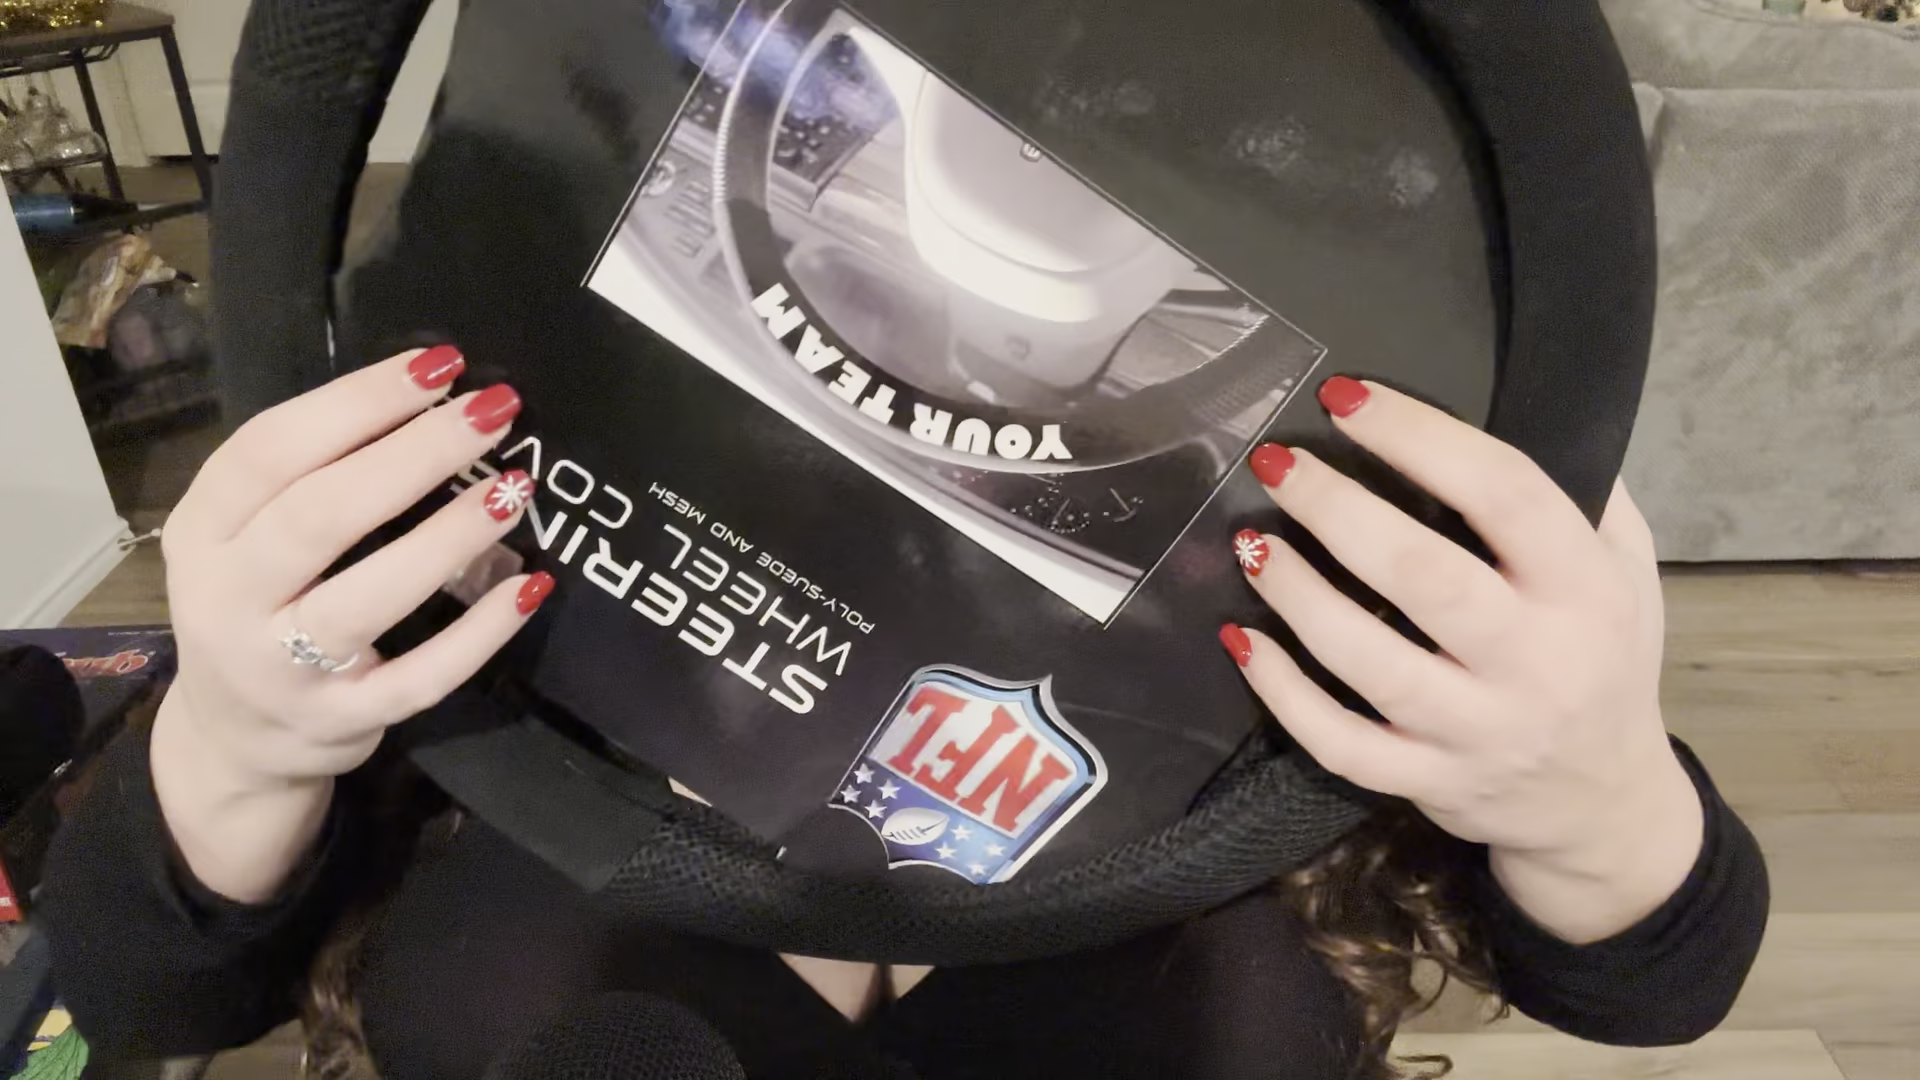 NFL
STEERIN
WHEEL COV
POLY-SUEDE AND MESH
YOUR TEAM